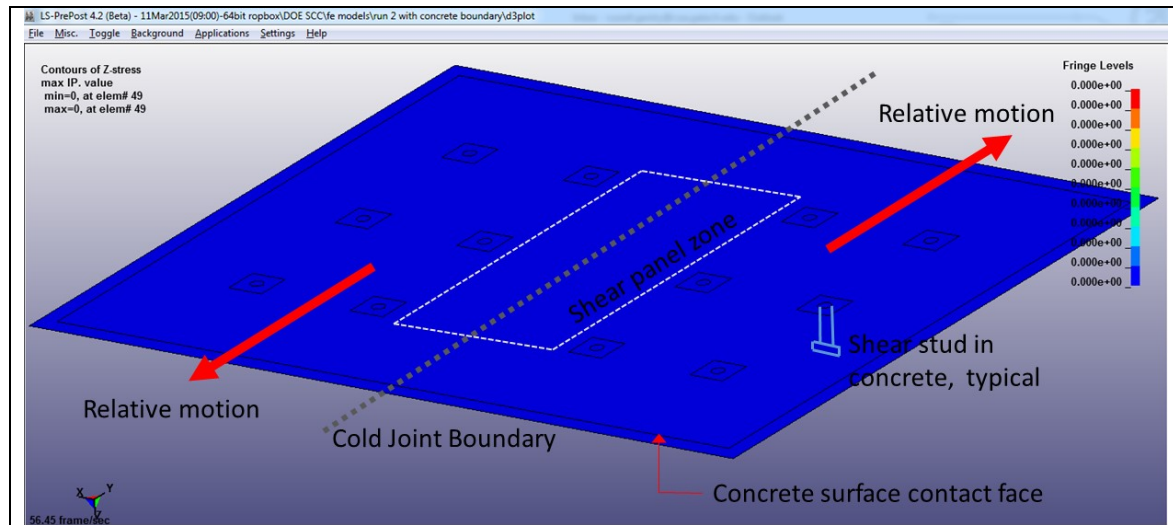 LS-PrePost 4.2 (Beta) - 11Mar2015(09:00)-64bit ropbox\DOE SCC\fe models\run 2 with concrete boundary\d3plot
File Misc. Toggle Background Applications Settings Help
Contours of Z-stress
max IP. value
min=0, at elem# 49
max=0, at elem# 49
Fringe Levels
0.000e+00
0.000e+00
0.000e+00
0.000e+00
0.000e+00
0.000e+00
0.000e+00
0.000e+00
0.000e+00
0.000e+00
0.000e+00
Relative motion
Shear panel zone
Shear stud in
concrete, typical
Relative motion
Cold Joint Boundary
Concrete surface contact face
X Y
Z
56.45 frame/sec